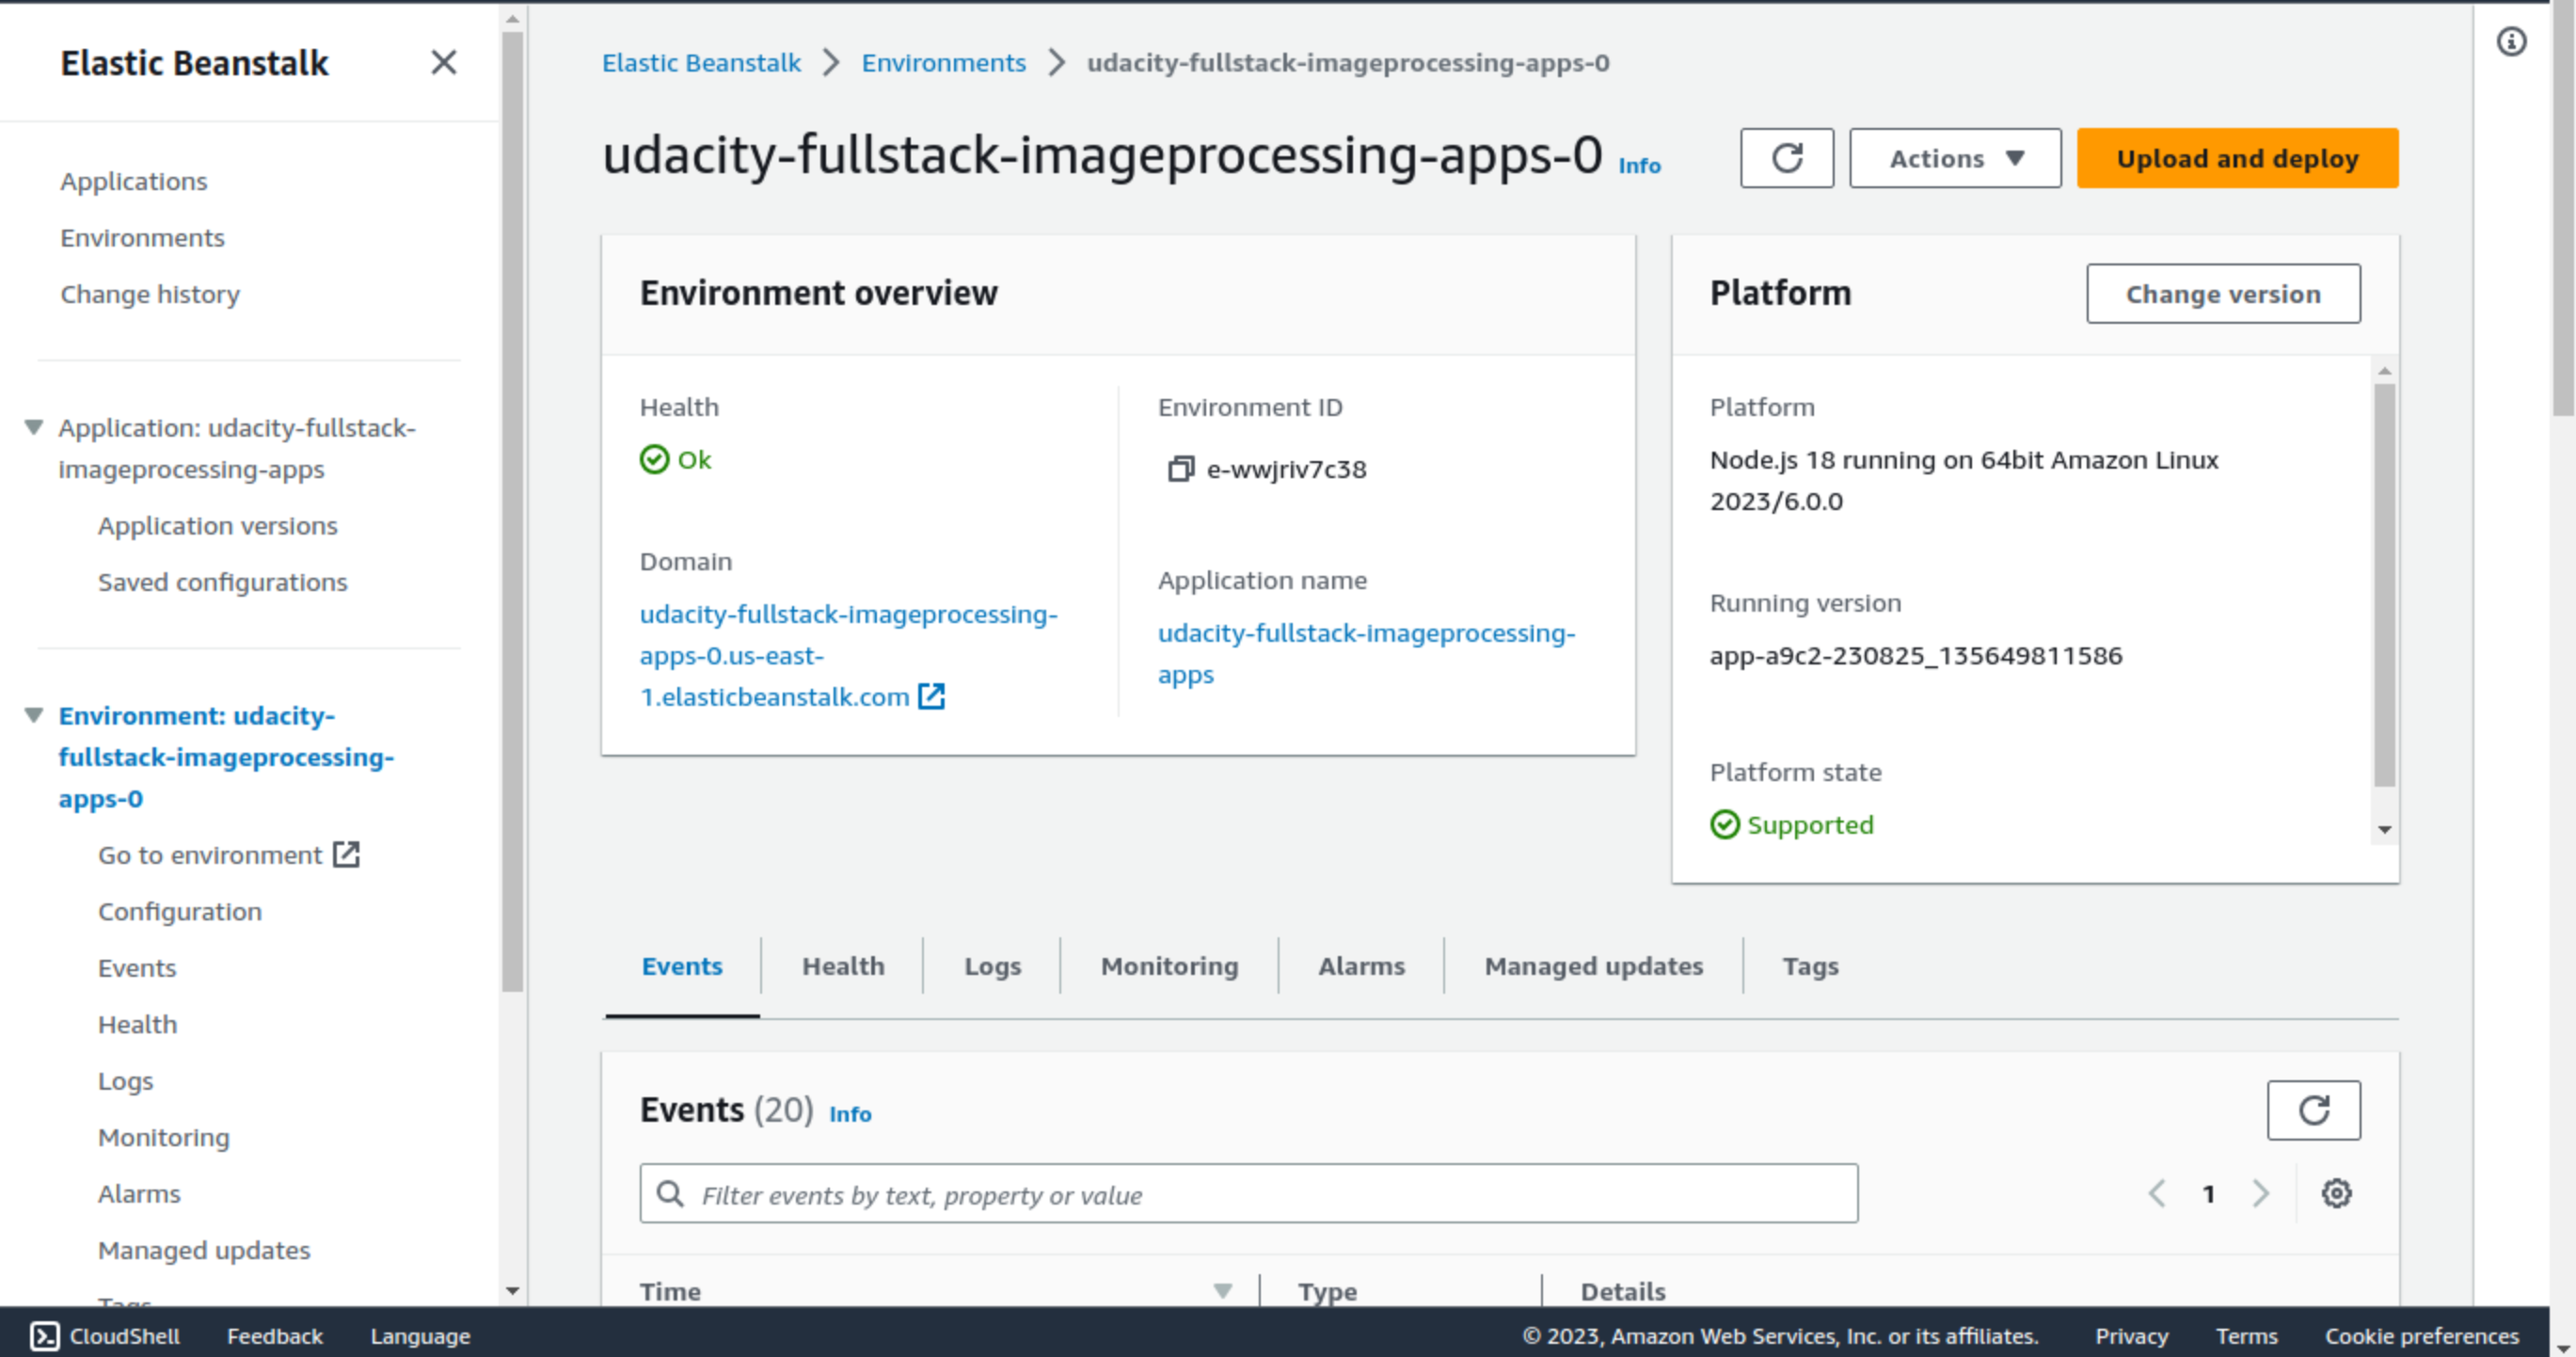 Elastic Beanstalk
Applications
Environments
Change history
Application: udacity-fullstack-
imageprocessing-apps
Application versions
Saved configurations
Environment: udacity-
fullstack-imageprocessing-
apps-0
Go to environment
Configuration
Events
Health
Logs
Monitoring
Alarms
Managed updates
Tags
Elastic Beanstalk > Environments > udacity-fullstack-imageprocessing-apps-0
udacity-fullstack-imageprocessing-apps-0 Info
Actions
Upload and deploy
Environment overview
Health
Ok
Domain
udacity-fullstack-imageprocessing-
apps-0.us-east-
1.elasticbeanstalk.com
Environment ID
e-wwjriv7c38
Application name
udacity-fullstack-imageprocessing-
apps
Platform
Change version
Platform
Node.js 18 running on 64bit Amazon Linux
2023/6.0.0
Running version
app-a9c2-230825_135649811586
Platform state
Supported
Events Health Logs Monitoring Alarms Managed updates Tags
Events (20) Info
Filter events by text, property or value
1
Time Type Details
CloudShell Feedback Language © 2023, Amazon Web Services, Inc. or its affiliates. Privacy Terms Cookie preferences